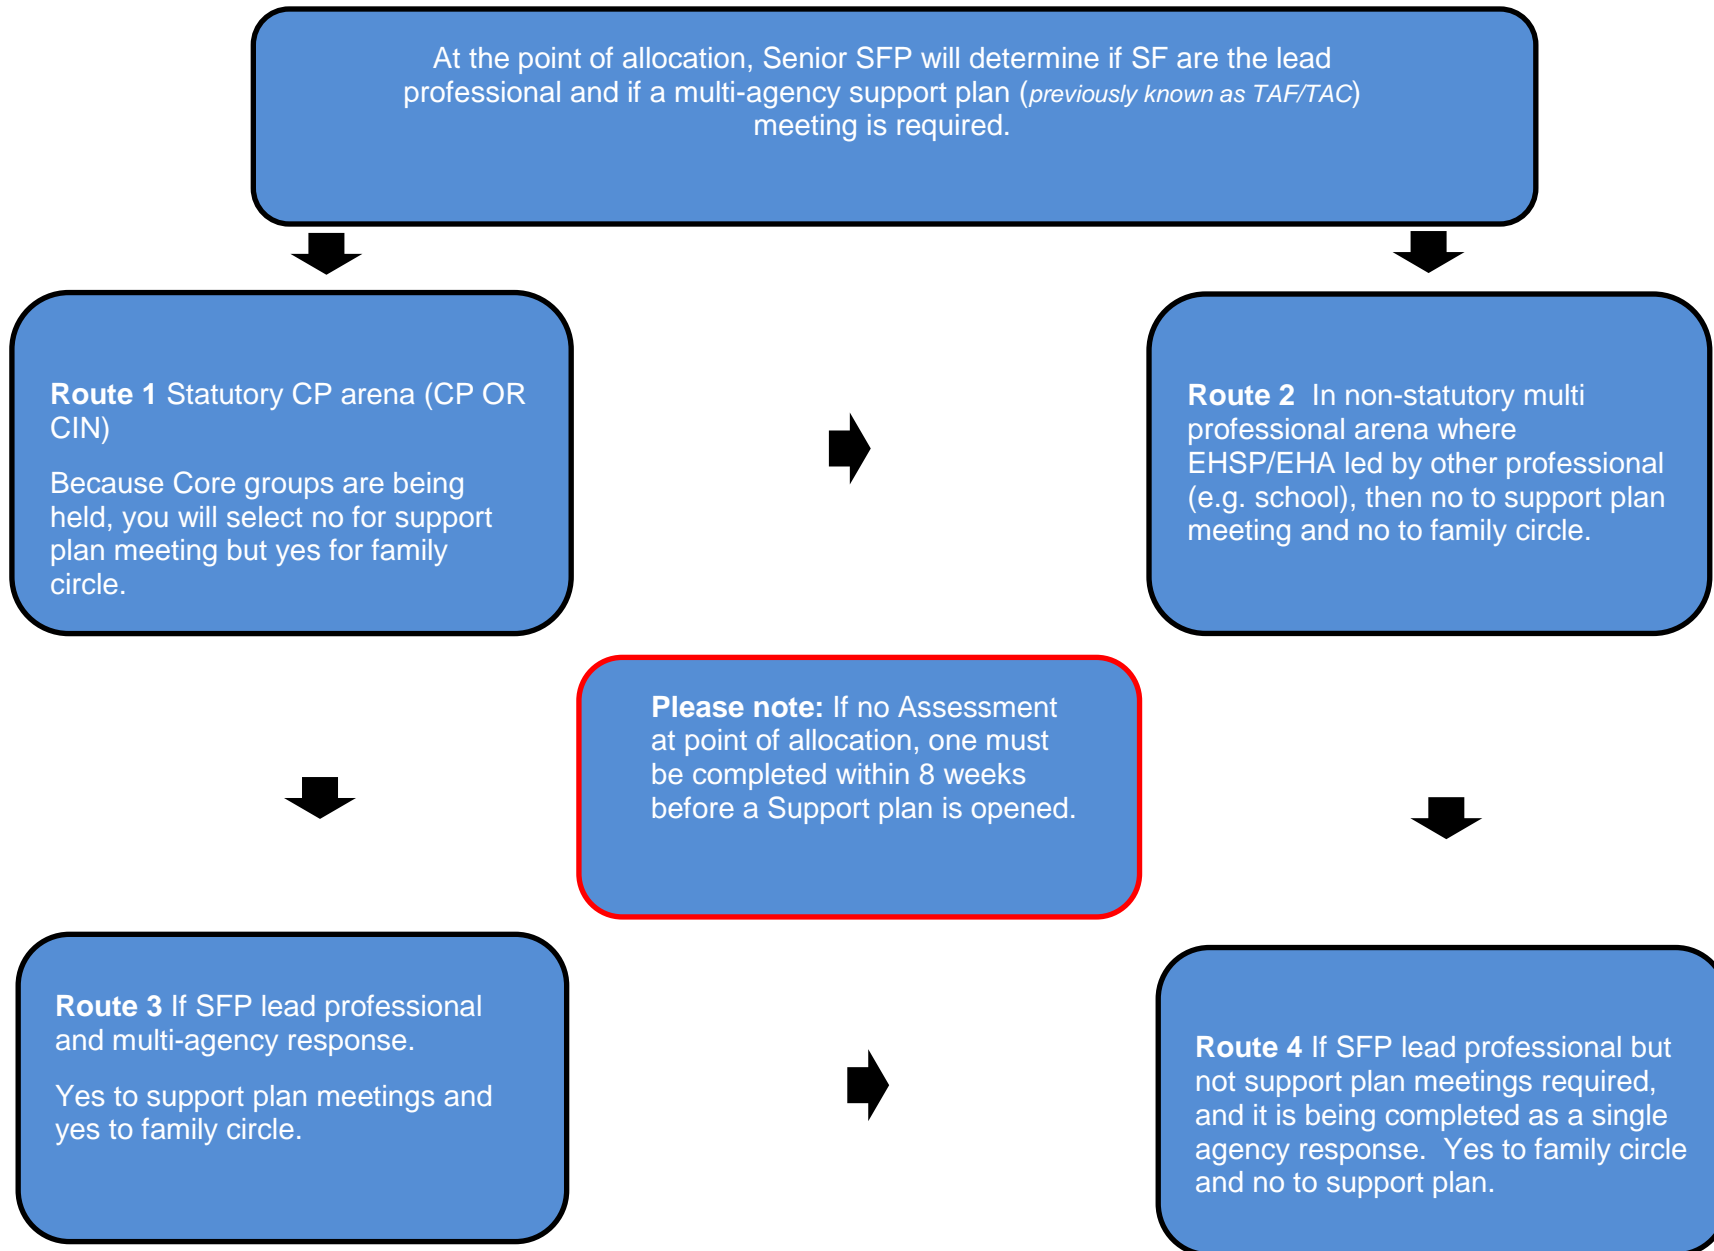 At the point of allocation, Senior SFP will determine if SF are the lead
professional and if a multi-agency support plan (previously known as TAF/TAC)
meeting is required.
Route 1 Statutory CP arena (CP OR
CIN)
Because Core groups are being
held, you will select no for support
plan meeting but yes for family
circle.
Route 2  In non-statutory multi
professional arena where
EHSP/EHA led by other professional
(e.g. school), then no to support plan
meeting and no to family circle.
Please note: If no Assessment
at point of allocation, one must
be completed within 8 weeks
before a Support plan is opened.
Route 3 If SFP lead professional
and multi-agency response.
Yes to support plan meetings and
yes to family circle.
Route 4 If SFP lead professional but
not support plan meetings required,
and it is being completed as a single
agency response.  Yes to family circle
and no to support plan.